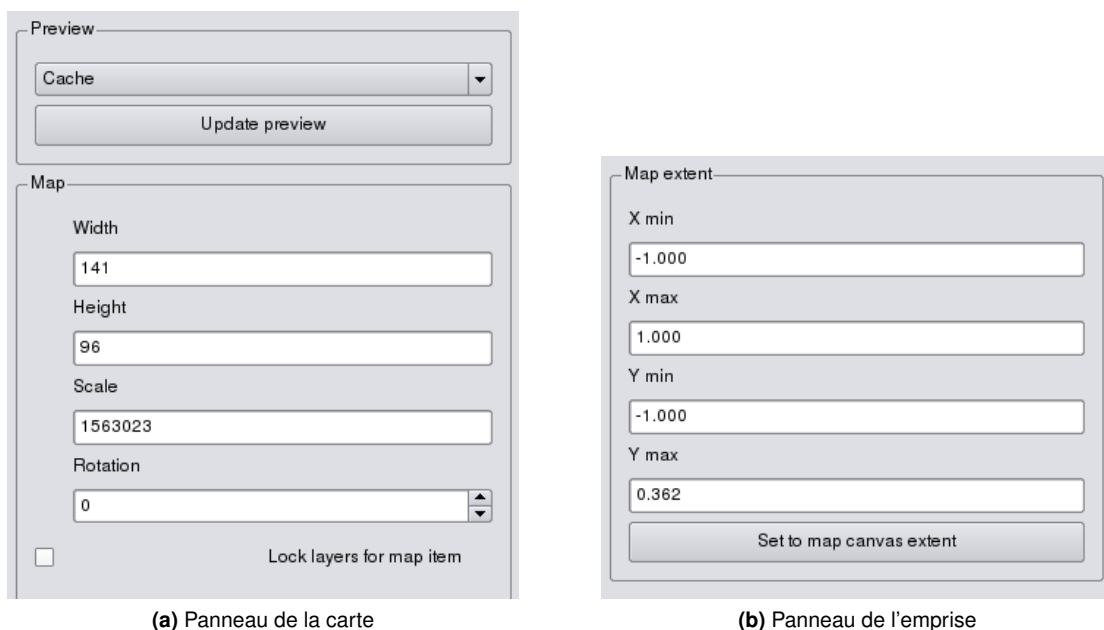 Preview
Cache
Update preview
Map
Width
141
Height
96
Scale
1563023
Rotation
0
Lock layers for map item
(a) Panneau de la carte
Map extent
X min
-1.000
X max
1.000
Y min
-1.000
Y max
0.362
Set to map canvas extent
(b) Panneau de l'emprise